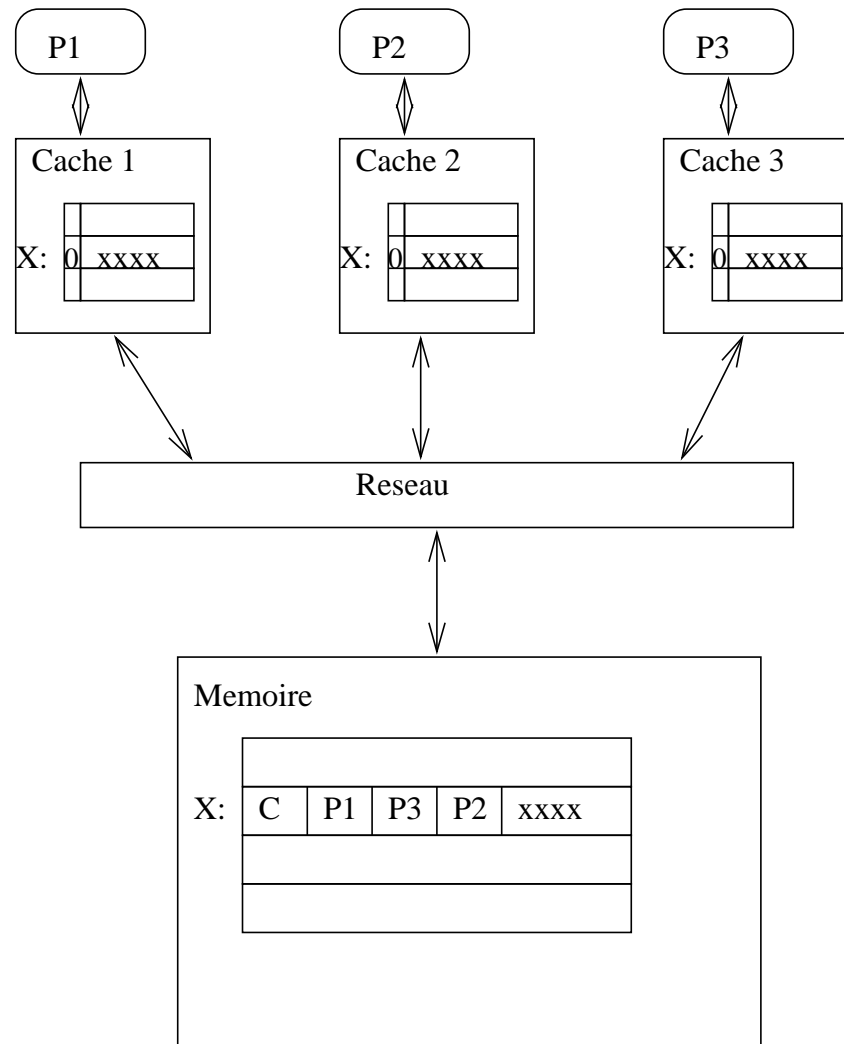 P1 P2 P3
Cache 1 Cache 2 Cache 3
X: 0 xxxx X: 0 xxxx X: 0 xxxx
Reseau
Memoire
X: C P1 P3 P2 xxxx